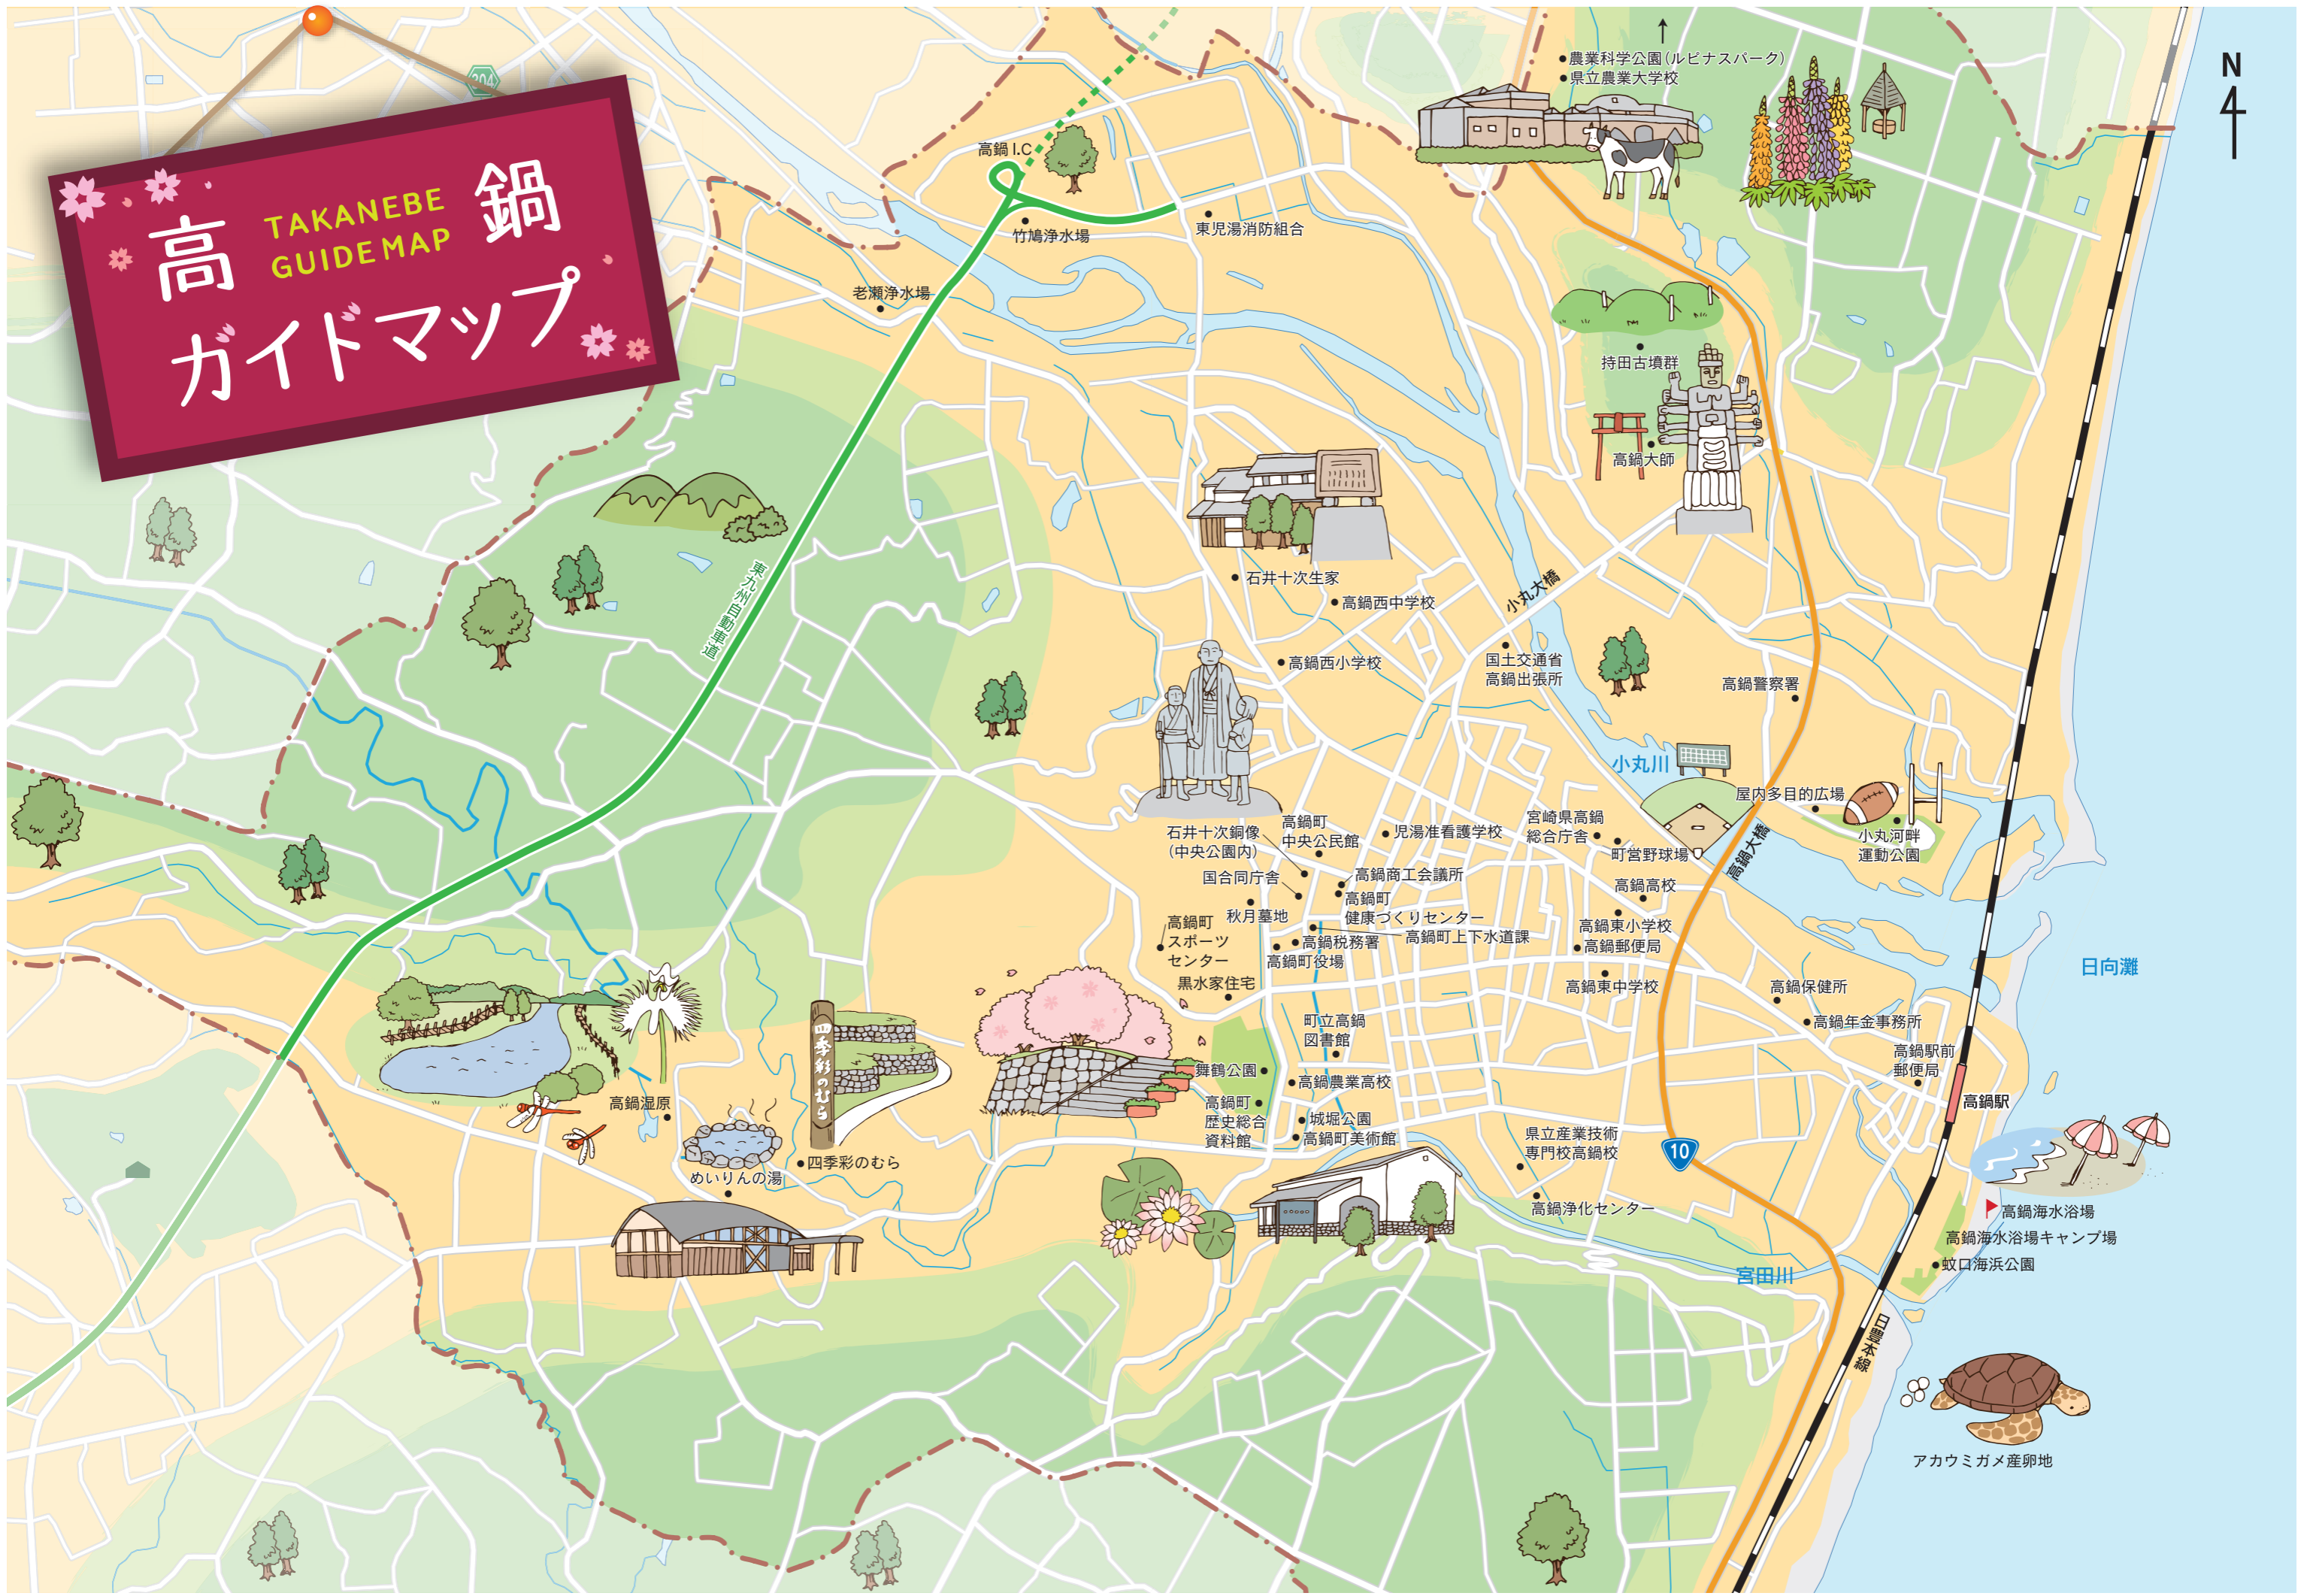 高鍋
TAKANEBE
GUIDE MAP
ガイドマップ
204
N
農業科学公園(ルピナスパーク)
県立農業大学校
高鍋 I.C
竹鳩浄水場
東児湯消防組合
老瀬浄水場
持田古墳群
高鍋大師
東九州自動車道
石井十次生家
高鍋西中学校
小丸大橋
高鍋西小学校
国土交通省
高鍋出張所
高鍋警察署
小丸川
屋内多目的広場
小丸河畔
運動公園
高鍋大橋
石井十次銅像
(中央公園内)
高鍋町
中央公民館
児湯准看護学校
宮崎県高鍋
総合庁舎
町営野球場
国合同庁舎
高鍋商工会議所
高鍋高校
秋月墓地
高鍋町
健康づくりセンター
高鍋東小学校
高鍋町
スポーツ
センター
高鍋税務署
高鍋町上下水道課
高鍋郵便局
高鍋町役場
黒水家住宅
高鍋東中学校
高鍋保健所
日向灘
町立高鍋
図書館
高鍋年金事務所
高鍋駅前
郵便局
舞鶴公園
高鍋農業高校
高鍋駅
高鍋湿原
四季彩のむら
高鍋町
歴史総合
資料館
城堀公園
高鍋町美術館
県立産業技術
専門校高鍋校
10
四季彩のむら
めいりんの湯
高鍋浄化センター
高鍋海水浴場
高鍋海水浴場キャンプ場
蚊口海浜公園
宮田川
日豊本線
アカウミガメ産卵地